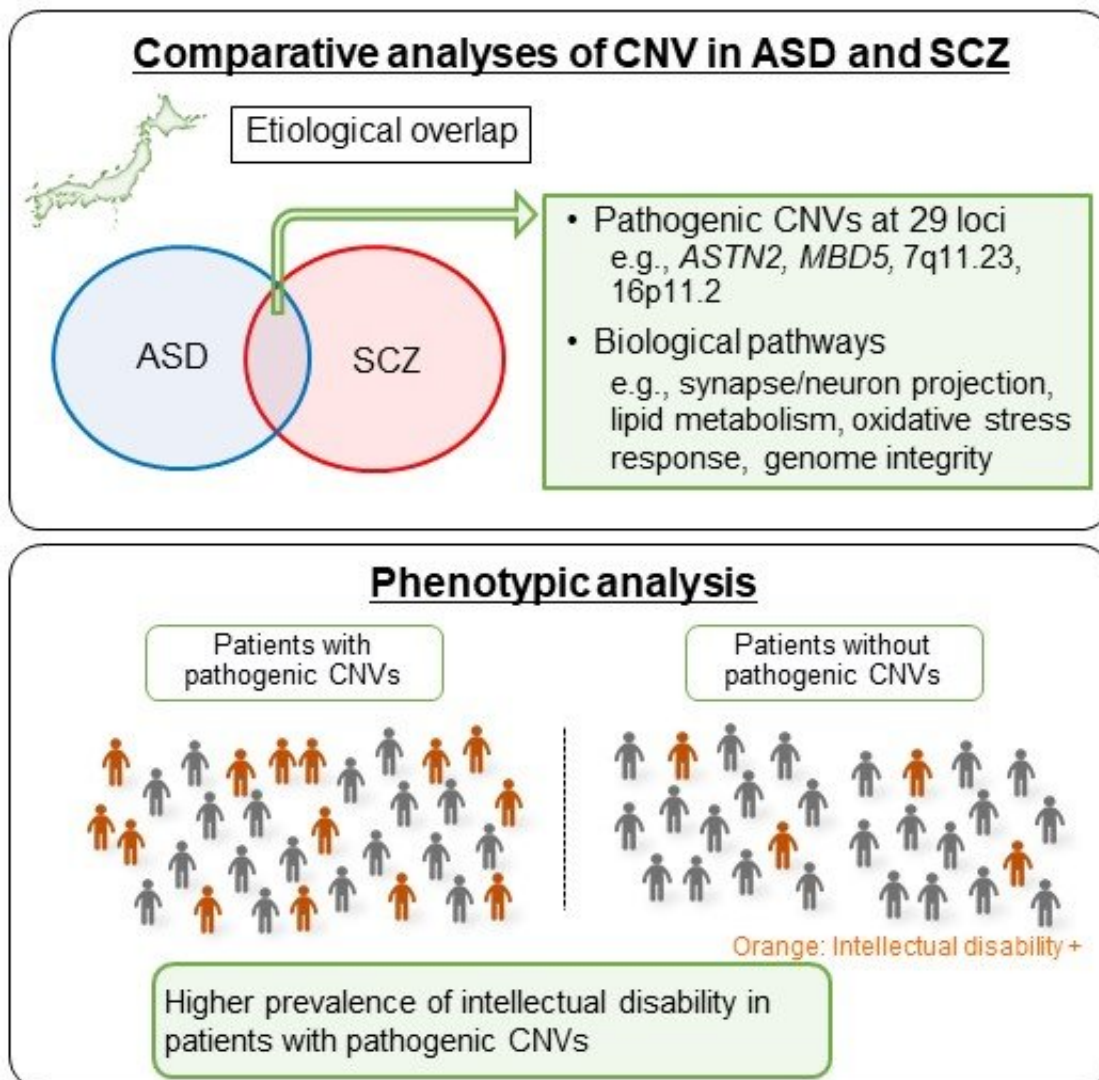 Comparative analyses of CNV in ASD and SCZ
Etiological overlap
ASD
SCZ
• Pathogenic CNVs at 29 loci
e.g., ASTN2, MBD5, 7q11.23,
16p11.2
• Biological pathways
e.g., synapse/neuron projection,
lipid metabolism, oxidative stress
response, genome integrity
Phenotypic analysis
Patients with
pathogenic CNVs
Patients without
pathogenic CNVs
Orange: Intellectual disability +
Higher prevalence of intellectual disability in
patients with pathogenic CNVs